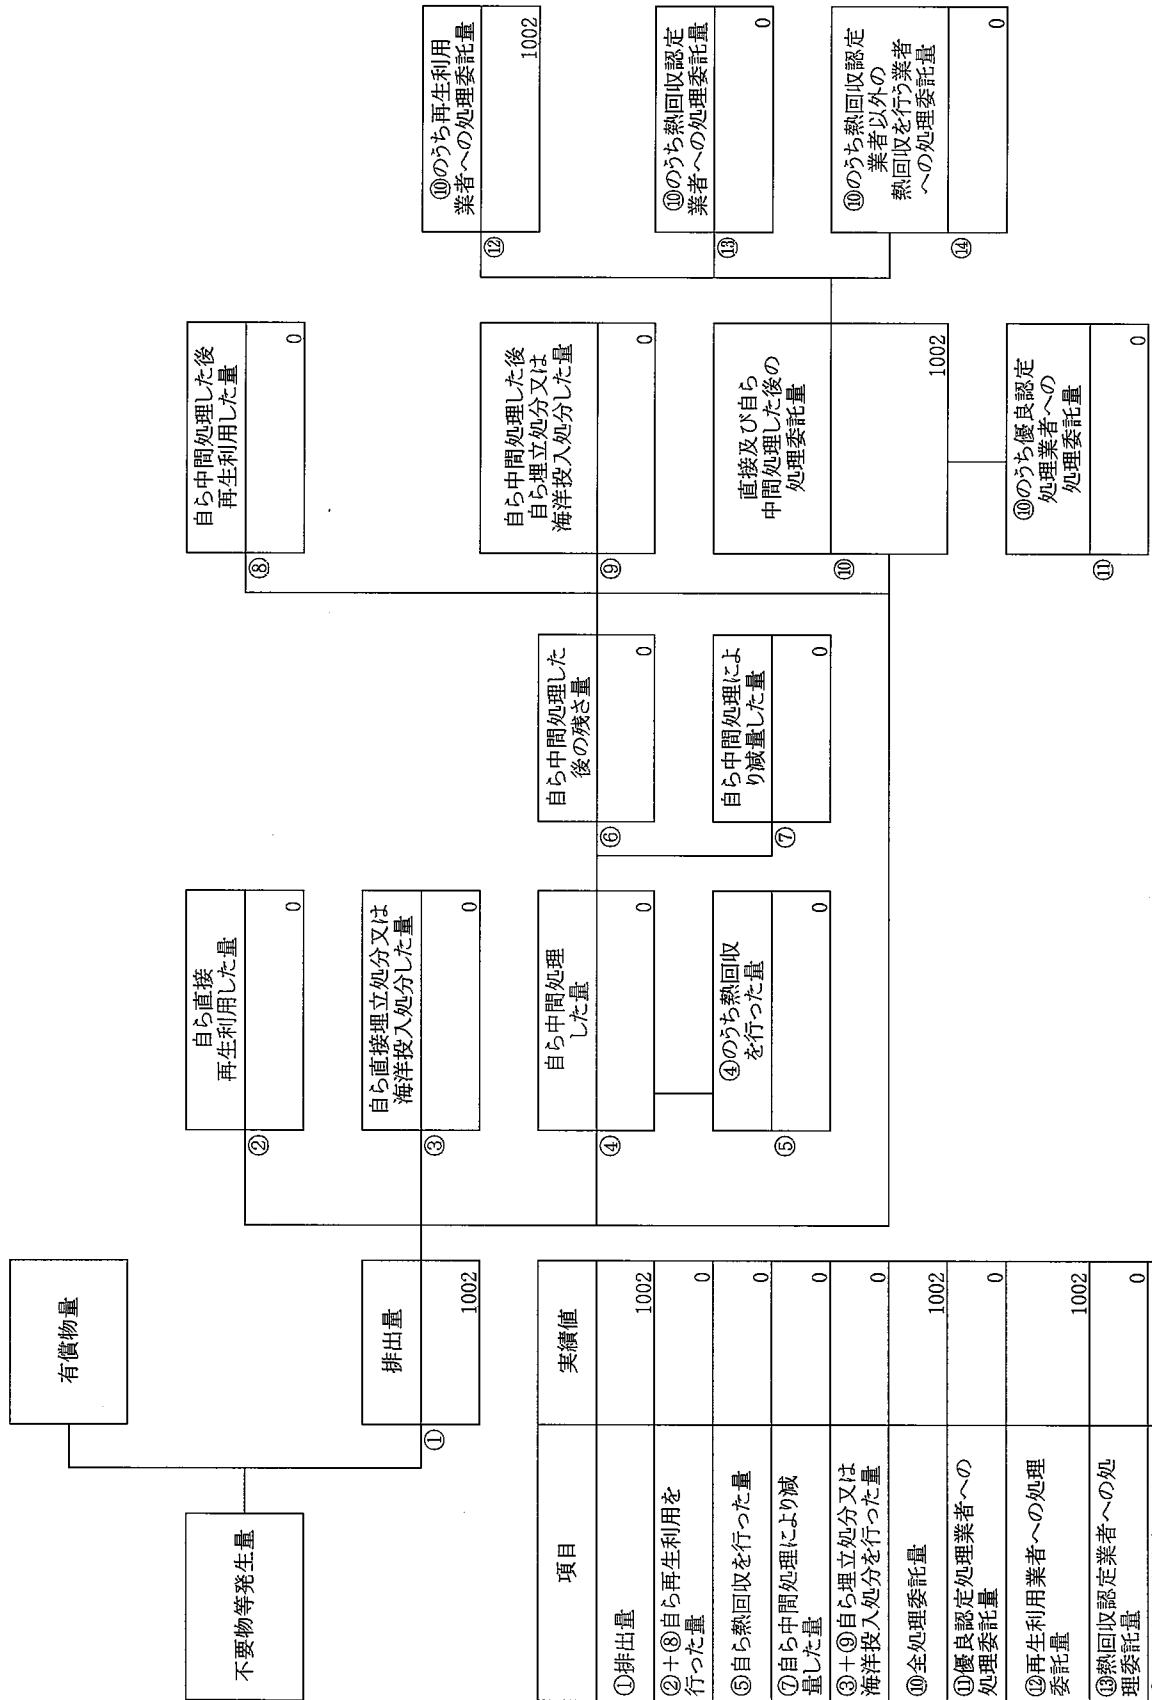 不要物等発生量
有償物量
①
排出量
1002
②
自ら直接
再生利用した量
0
③
自ら直接埋立処分又は
海洋投入処分した量
0
④
自ら中間処理
した量
0
⑤
④のうち熱回収
を行った量
0
⑥
自ら中間処理した
後の残さ量
0
⑦
自ら中間処理によ
り減量した量
0
⑧
自ら中間処理した後
再生利用した量
0
⑨
自ら中間処理した後
自ら埋立処分又は
海洋投入処分した量
0
⑩
直接及び自ら
中間処理した後の
処理委託量
1002
⑪
⑩のうち優良認定
処理業者への
処理委託量
0
⑫
⑩のうち再生利用
業者への処理委託量
1002
⑬
⑩のうち熱回収認定
業者への処理委託量
0
⑭
⑩のうち熱回収認定
業者以外の
熱回収を行う業者
への処理委託量
0
項目 実績値
①排出量 1002
②+⑧自ら再生利用を
行った量 0
⑤自ら熱回収を行った量 0
⑦自ら中間処理により減
量した量 0
③+⑨自ら埋立処分又は
海洋投入処分を行った量 0
⑩全処理委託量 1002
⑪優良認定処理業者への
処理委託量 0
⑫再生利用業者への処理
委託量 1002
⑬熱回収認定業者への処
理委託量 0